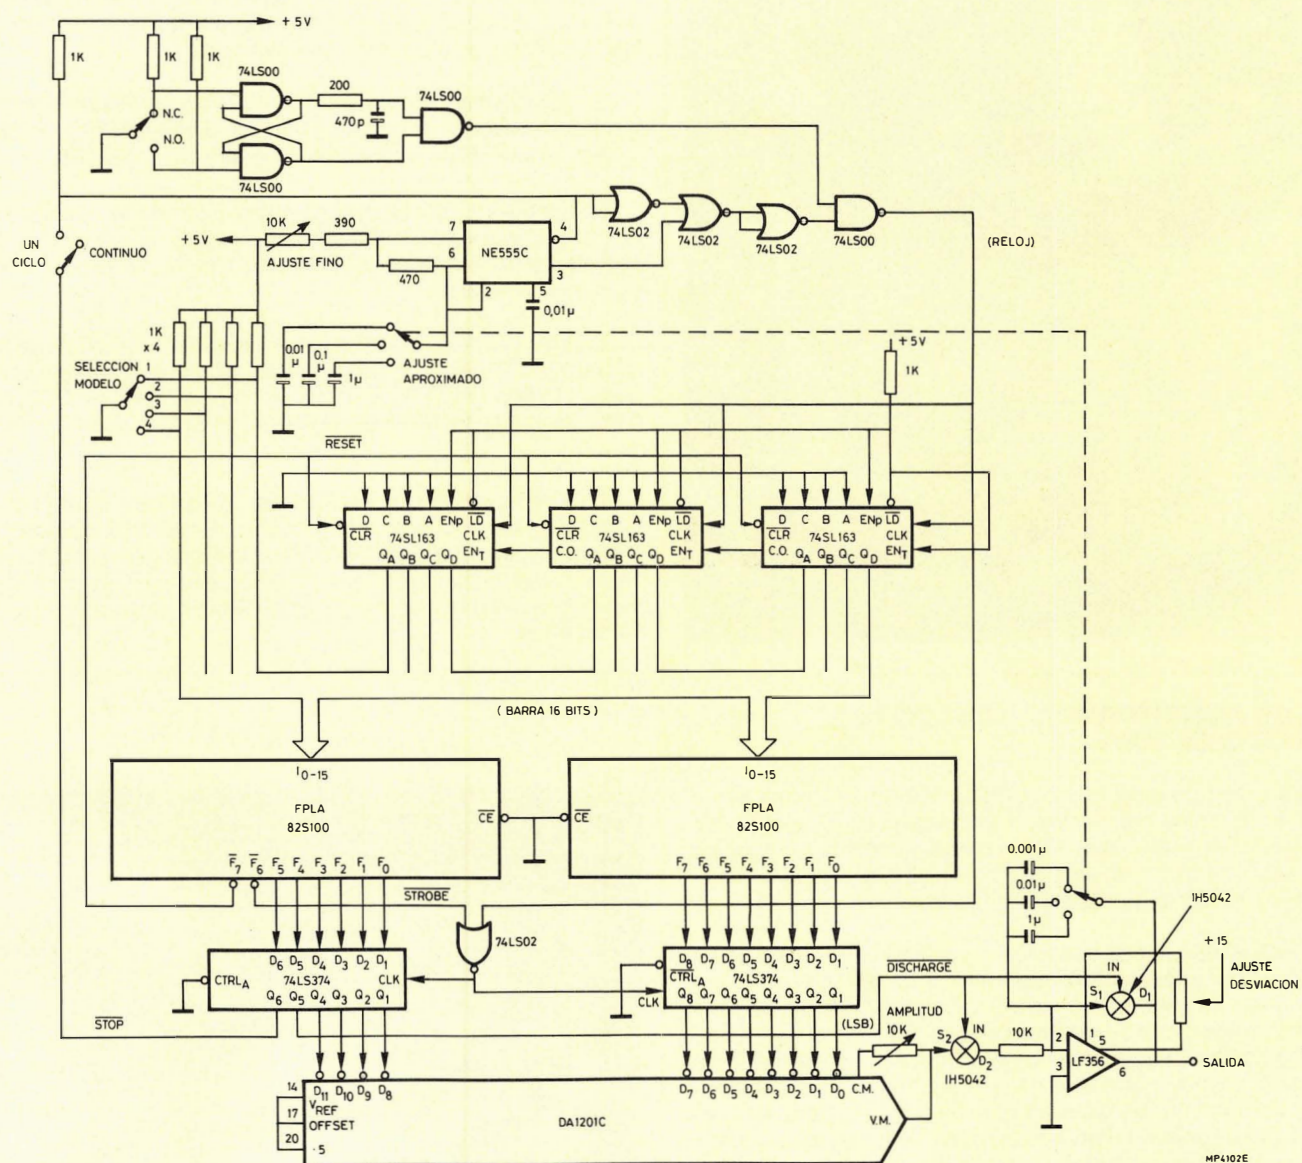 + 5V
1K
1K
1K
74LS00
200
470 p
74LS00
N.C.
N.O.
74LS00
74LS02
74LS02
74LS02
74LS00
(RELOJ)
UN
CICLO
CONTINUO
+ 5V
10K
390
AJUSTE FINO
470
7
6
2
NE555C
4
3
5
0,01 µ
1K
x 4
0.01
µ
0.1
µ
1µ
AJUSTE
APROXIMADO
+ 5V
1K
SELECCION
MODELO
1
2
3
4
RESET
D C B A ENP LD
CLR
74SL163
CLK
QA QB QC QD ENT
D C B A ENP LD
CLR
74SL163
CLK
C.O. QA QB QC QD ENT
D C B A ENP LD
CLR
74SL163
CLK
C.O. QA QB QC QD ENT
( BARRA 16 BITS )
I0-15
FPLA
82S100
CE
F7 F6 F5 F4 F3 F2 F1 F0
I0-15
FPLA
82S100
CE
F7 F6 F5 F4 F3 F2 F1 F0
STROBE
74LS02
D6 D5 D4 D3 D2 D1
CTRLA
74LS374
CLK
Q6 Q5 Q4 Q3 Q2 Q1
D8 D7 D6 D5 D4 D3 D2 D1
CTRLA
74LS374
CLK
Q8 Q7 Q6 Q5 Q4 Q3 Q2 Q1
(LSB)
STOP
DISCHARGE
0.001 µ
0.01µ
1µ
1H5042
+ 15
AJUSTE
DESVIACION
IN
S1
D1
AMPLITUD
10K
S2
IN
D2
1H5042
10K
2
3
1
5
6
LF356
SALIDA
14
17
20
VREF
OFFSET
5
D11 D10 D9 D8
D7 D6 D5 D4 D3 D2 D1 D0 C.M.
DA1201C
V.M.
MP4102E